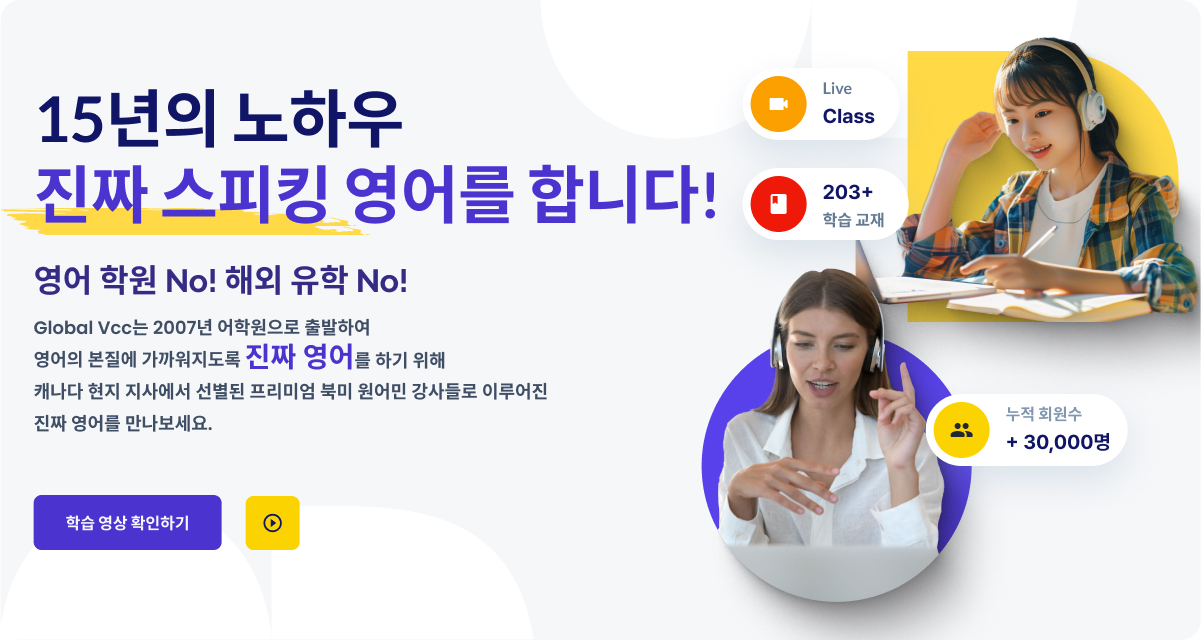 15년의 노하우
진짜 스피킹 영어를 합니다!
영어 학원 No! 해외 유학 No!
Global Vcc는 2007년 어학원으로 출발하여
영어의 본질에 가까워지도록 진짜 영어를 하기 위해
캐나다 현지 지사에서 선별된 프리미엄 북미 원어민 강사들로 이루어진
진짜 영어를 만나보세요.
학습 영상 확인하기
Live
Class
203+
학습 교재
누적 회원수
+ 30,000명